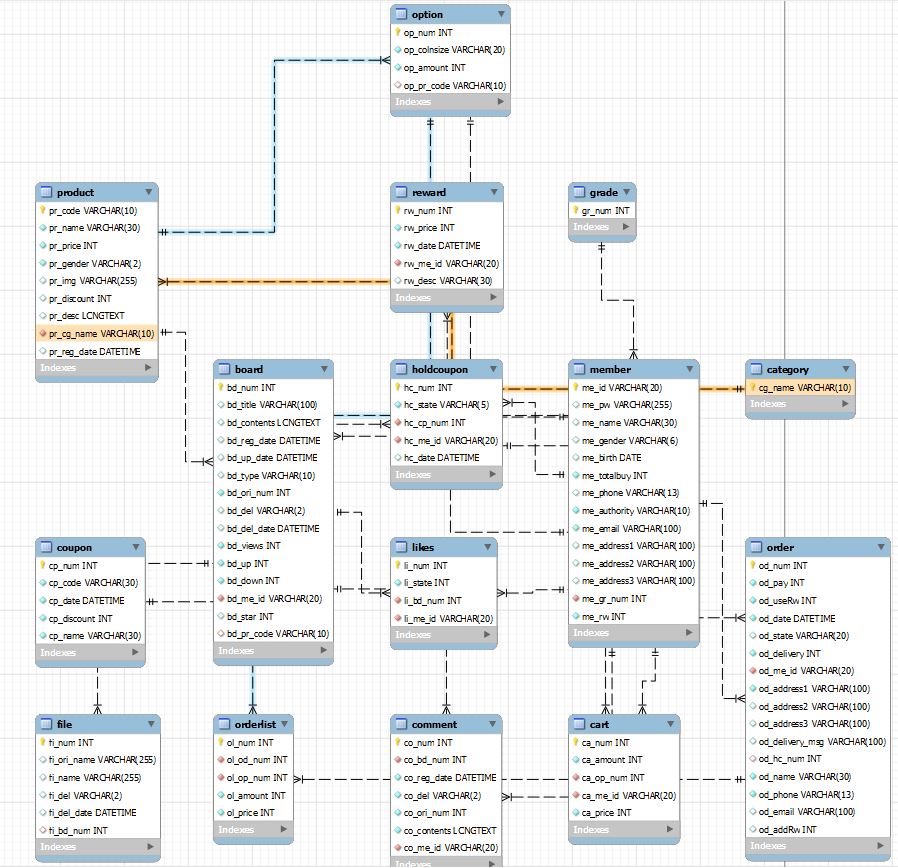 option
op_num INT
op_colnsize VARCHAR(20)
op_amount INT
op_pr_code VARCHAR(10)
Indexes
product
pr_code VARCHAR(10)
pr_name VARCHAR(30)
pr_price INT
pr_gender VARCHAR(2)
pr_img VARCHAR(255)
pr_discount INT
pr_desc LONGTEXT
pr_cg_name VARCHAR(10)
pr_reg_date DATETIME
Indexes
reward
rw_num INT
rw_price INT
rw_date DATETIME
rw_me_id VARCHAR(20)
rw_desc VARCHAR(30)
Indexes
grade
gr_num INT
Indexes
board
bd_num INT
bd_title VARCHAR(100)
bd_contents LONGTEXT
bd_reg_date DATETIME
bd_up_date DATETIME
bd_type VARCHAR(10)
bd_ori_num INT
bd_del VARCHAR(2)
bd_del_date DATETIME
bd_views INT
bd_up INT
bd_down INT
bd_me_id VARCHAR(20)
bd_star INT
bd_pr_code VARCHAR(10)
Indexes
holdcoupon
hc_num INT
hc_state VARCHAR(5)
hc_cp_num INT
hc_me_id VARCHAR(20)
hc_date DATETIME
Indexes
member
me_id VARCHAR(20)
me_pw VARCHAR(255)
me_name VARCHAR(30)
me_gender VARCHAR(6)
me_birth DATE
me_totalbuy INT
me_phone VARCHAR(13)
me_authority VARCHAR(10)
me_email VARCHAR(100)
me_address1 VARCHAR(100)
me_address2 VARCHAR(100)
me_address3 VARCHAR(100)
me_gr_num INT
me_rw INT
Indexes
category
cg_name VARCHAR(10)
Indexes
coupon
cp_num INT
cp_code VARCHAR(30)
cp_date DATETIME
cp_discount INT
cp_name VARCHAR(30)
Indexes
likes
li_num INT
li_state INT
li_bd_num INT
li_me_id VARCHAR(20)
Indexes
order
od_num INT
od_pay INT
od_useRw INT
od_date DATETIME
od_state VARCHAR(20)
od_delivery INT
od_me_id VARCHAR(20)
od_address1 VARCHAR(100)
od_address2 VARCHAR(100)
od_address3 VARCHAR(100)
od_delivery_msg VARCHAR(100)
od_hc_num INT
od_name VARCHAR(30)
od_phone VARCHAR(13)
od_email VARCHAR(100)
od_addRw INT
Indexes
file
fi_num INT
fi_ori_name VARCHAR(255)
fi_name VARCHAR(255)
fi_del VARCHAR(2)
fi_del_date DATETIME
fi_bd_num INT
Indexes
orderlist
ol_num INT
ol_od_num INT
ol_op_num INT
ol_amount INT
ol_price INT
Indexes
comment
co_num INT
co_bd_num INT
co_reg_date DATETIME
co_del VARCHAR(2)
co_ori_num INT
co_contents LONGTEXT
co_me_id VARCHAR(20)
Indexes
cart
ca_num INT
ca_amount INT
ca_op_num INT
ca_me_id VARCHAR(20)
ca_price INT
Indexes